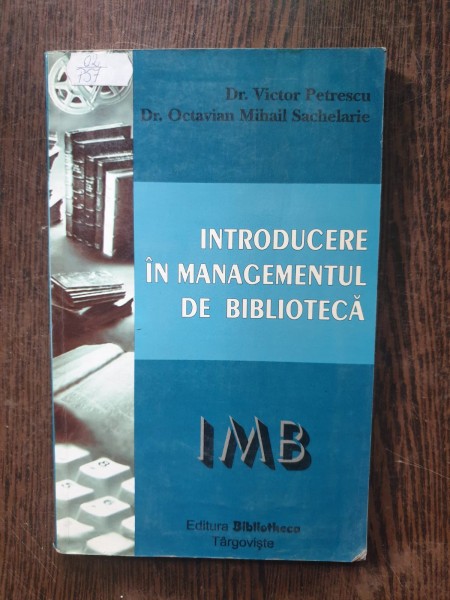 Dr. Victor Petrescu
Dr. Octavian Mihail Sachelarie
INTRODUCERE
ÎN MANAGEMENTUL
DE BIBLIOTECĂ
IMB
Editura Bibliotheca
Târgoviște